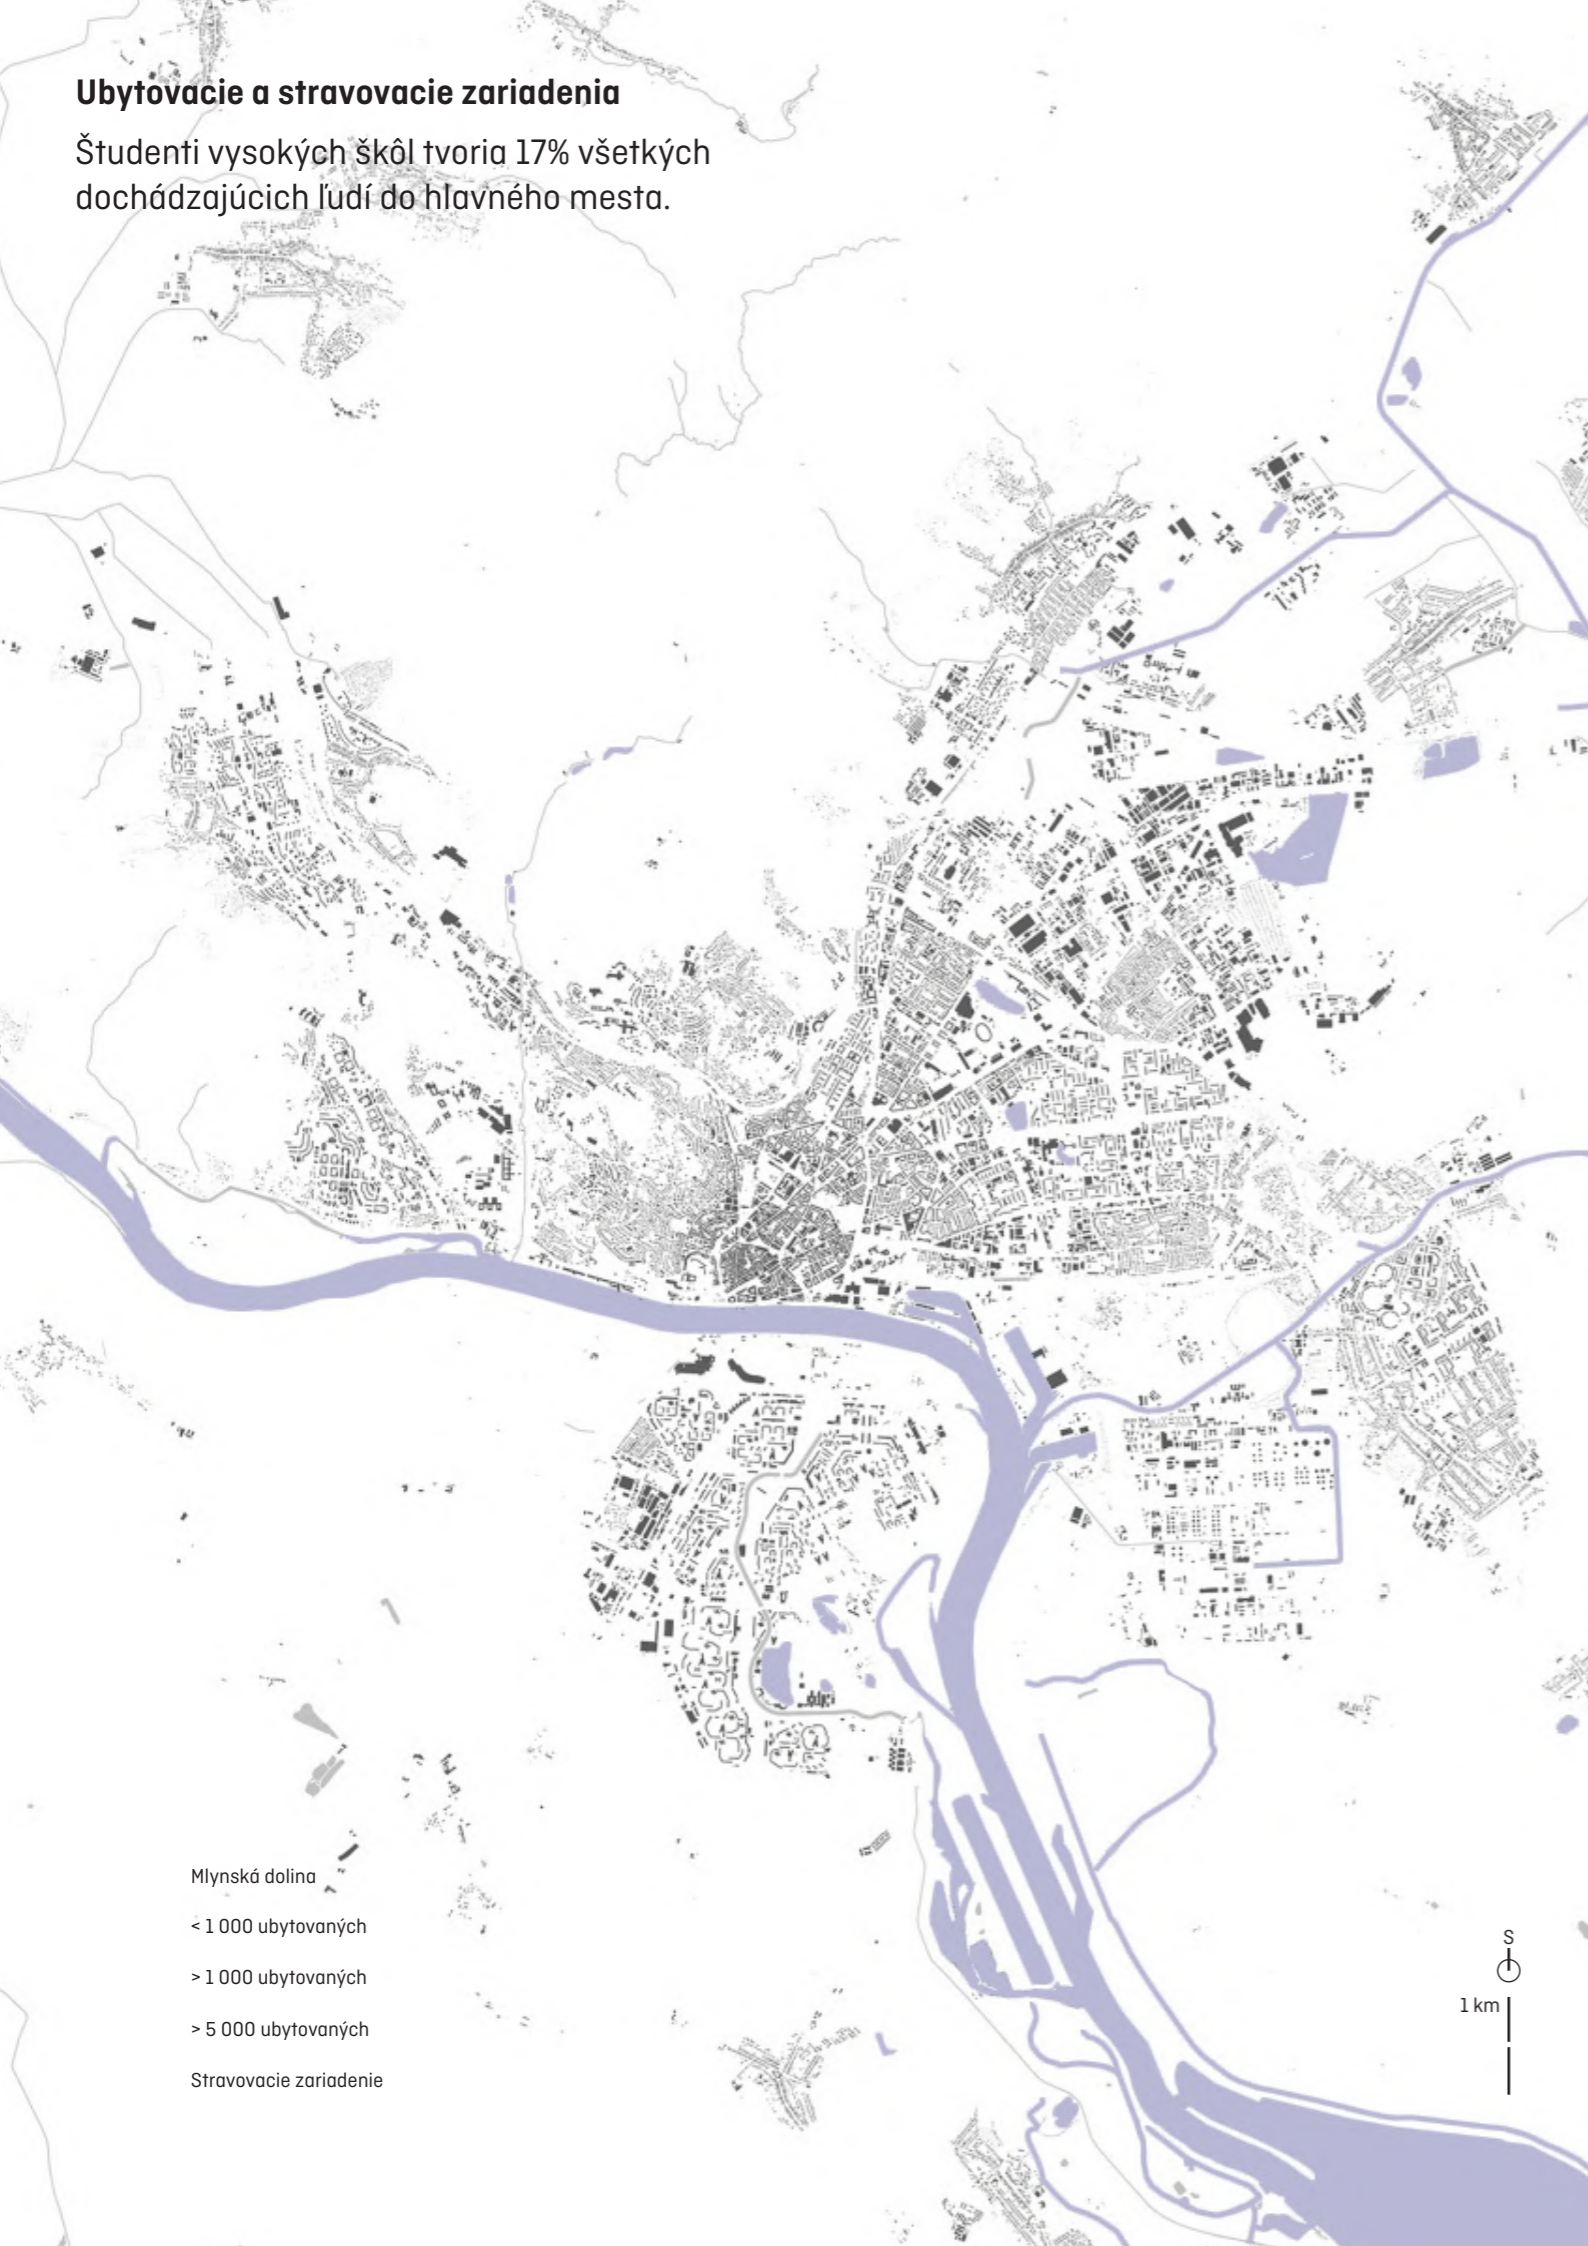 Ubytovacie a stravovacie zariadenia
Študenti vysokých škôl tvoria 17% všetkých
dochádzajúcich ľudí do hlavného mesta.
Mlynská dolina
< 1 000 ubytovaných
> 1 000 ubytovaných
> 5 000 ubytovaných
Stravovacie zariadenie
S
1 km